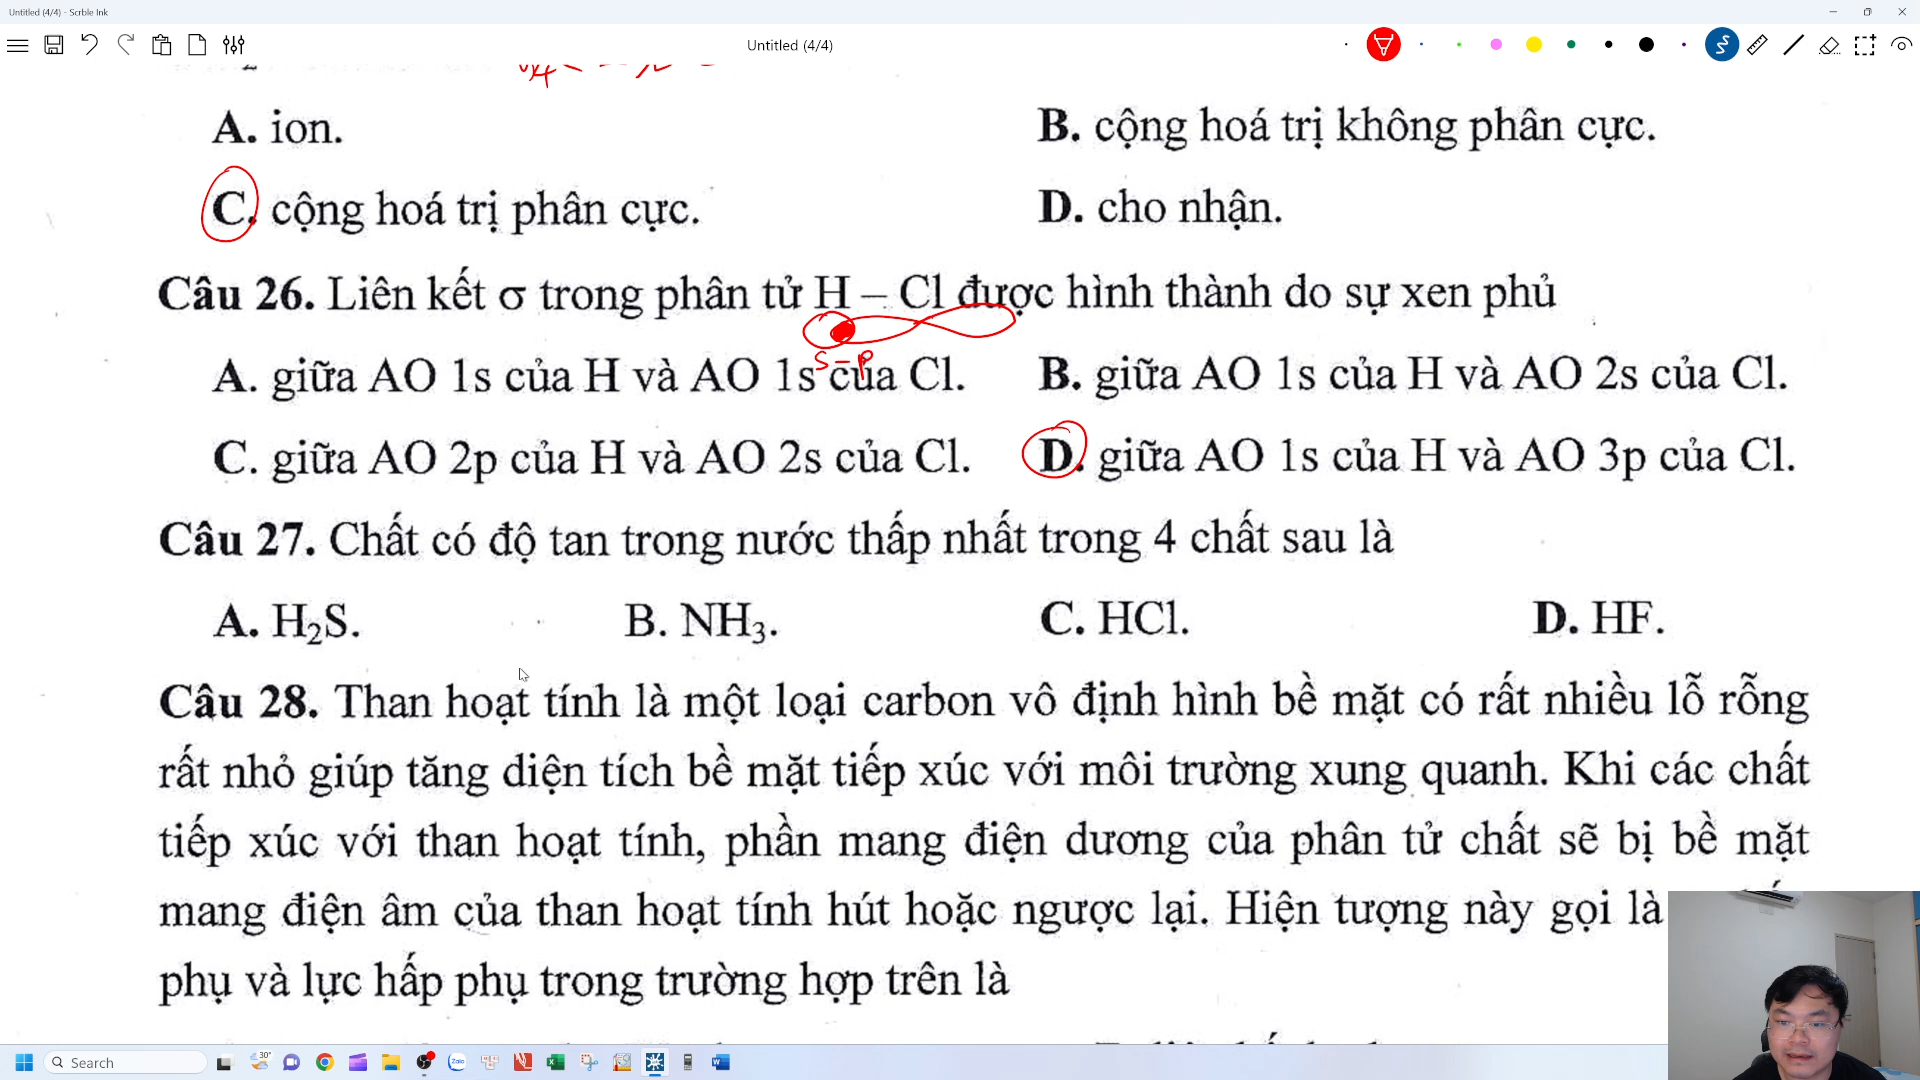 Untitled (4/4) - Scrble Ink
Untitled (4/4)
A. ion.
B. cộng hoá trị không phân cực.
C. cộng hoá trị phân cực.
D. cho nhận.
Câu 26. Liên kết σ trong phân tử H – Cl được hình thành do sự xen phủ
s – p
A. giữa AO 1s của H và AO 1s của Cl.
B. giữa AO 1s của H và AO 2s của Cl.
C. giữa AO 2p của H và AO 2s của Cl.
D. giữa AO 1s của H và AO 3p của Cl.
Câu 27. Chất có độ tan trong nước thấp nhất trong 4 chất sau là
A. H₂S.
B. NH₃.
C. HCl.
D. HF.
Câu 28. Than hoạt tính là một loại carbon vô định hình bề mặt có rất nhiều lỗ rỗng
rất nhỏ giúp tăng diện tích bề mặt tiếp xúc với môi trường xung quanh. Khi các chất
tiếp xúc với than hoạt tính, phần mang điện dương của phân tử chất sẽ bị bề mặt
mang điện âm của than hoạt tính hút hoặc ngược lại. Hiện tượng này gọi là
phụ và lực hấp phụ trong trường hợp trên là
Search
30°
Zalo